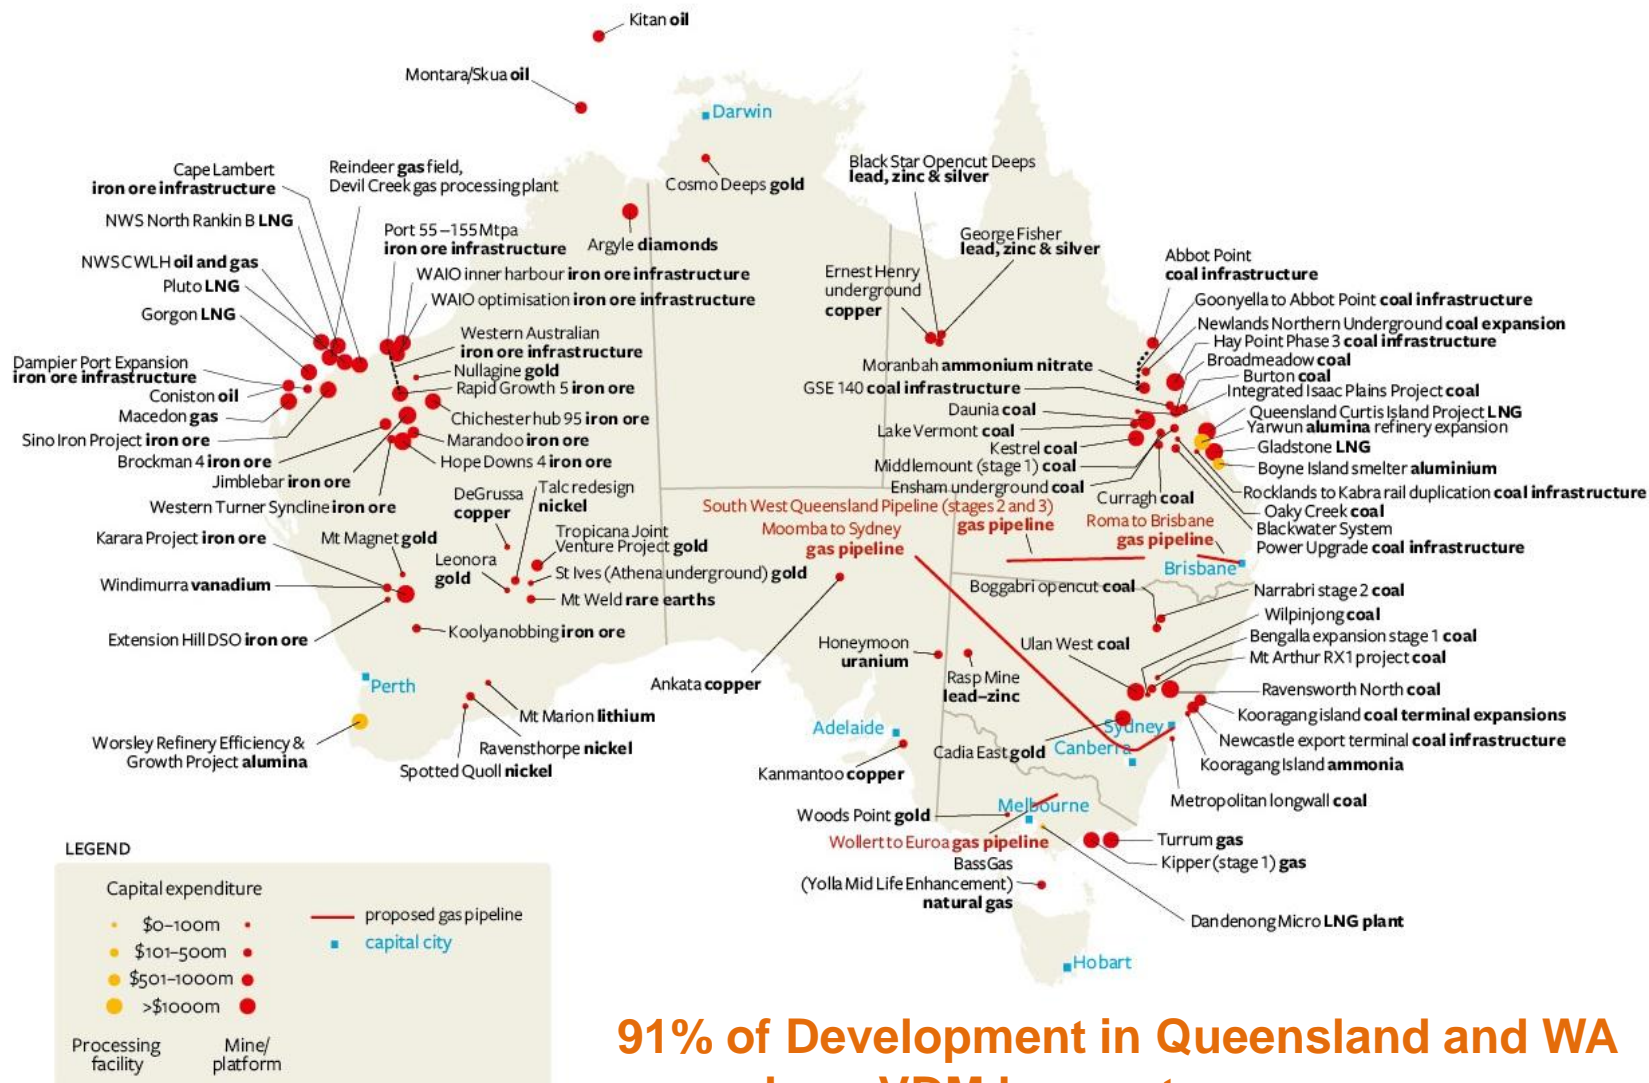 Kitan oil
Montara/Skua oil
Darwin
Cosmo Deeps gold
Argyle diamonds
Cape Lambert
iron ore infrastructure
Reindeer gas field,
Devil Creek gas processing plant
NWS North Rankin B LNG
Port 55–155Mtpa
iron ore infrastructure
NWS CWLH oil and gas
WAIO inner harbour iron ore infrastructure
Pluto LNG
WAIO optimisation iron ore infrastructure
Gorgon LNG
Western Australian
iron ore infrastructure
Dampier Port Expansion
iron ore infrastructure
Nullagine gold
Rapid Growth 5 iron ore
Coniston oil
Macedon gas
Chichester hub 95 iron ore
Sino Iron Project iron ore
Marandoo iron ore
Brockman 4 iron ore
Hope Downs 4 iron ore
Jimblebar iron ore
Western Turner Syncline iron ore
DeGrussa
copper
Talc redesign
nickel
Karara Project iron ore
Mt Magnet gold
Tropicana Joint
Venture Project gold
Leonora
gold
St Ives (Athena underground) gold
Windimurra vanadium
Mt Weld rare earths
Extension Hill DSO iron ore
Koolyanobbing iron ore
Perth
Mt Marion lithium
Ravensthorpe nickel
Spotted Quoll nickel
Worsley Refinery Efficiency &
Growth Project alumina
Black Star Opencut Deeps
lead, zinc & silver
George Fisher
lead, zinc & silver
Ernest Henry
underground
copper
Abbot Point
coal infrastructure
Goonyella to Abbot Point coal infrastructure
Newlands Northern Underground coal expansion
Hay Point Phase 3 coal infrastructure
Moranbah ammonium nitrate
Broadmeadow coal
Burton coal
GSE 140 coal infrastructure
Integrated Isaac Plains Project coal
Daunia coal
Queensland Curtis Island Project LNG
Lake Vermont coal
Yarwun alumina refinery expansion
Kestrel coal
Gladstone LNG
Middlemount (stage 1) coal
Boyne Island smelter aluminium
Ensham underground coal
Curragh coal
Rocklands to Kabra rail duplication coal infrastructure
Oaky Creek coal
Blackwater System
Power Upgrade coal infrastructure
South West Queensland Pipeline (stages 2 and 3)
gas pipeline
Moomba to Sydney
gas pipeline
Roma to Brisbane
gas pipeline
Brisbane
Boggabri opencut coal
Narrabri stage 2 coal
Wilpinjong coal
Ulan West coal
Bengalla expansion stage 1 coal
Mt Arthur RX1 project coal
Honeymoon
uranium
Rasp Mine
lead–zinc
Ankata copper
Ravensworth North coal
Kooragang island coal terminal expansions
Adelaide
Sydney
Newcastle export terminal coal infrastructure
Cadia East gold
Canberra
Kooragang Island ammonia
Kanmantoo copper
Metropolitan longwall coal
Woods Point gold
Melbourne
Wollert to Euroa gas pipeline
Turrum gas
Kipper (stage 1) gas
BassGas
(Yolla Mid Life Enhancement)
natural gas
Dandenong Micro LNG plant
Hobart
LEGEND
Capital expenditure
$0–100m
$101–500m
$501–1000m
>$1000m
Processing
facility
Mine/
platform
proposed gas pipeline
capital city
91% of Development in Queensland and WA